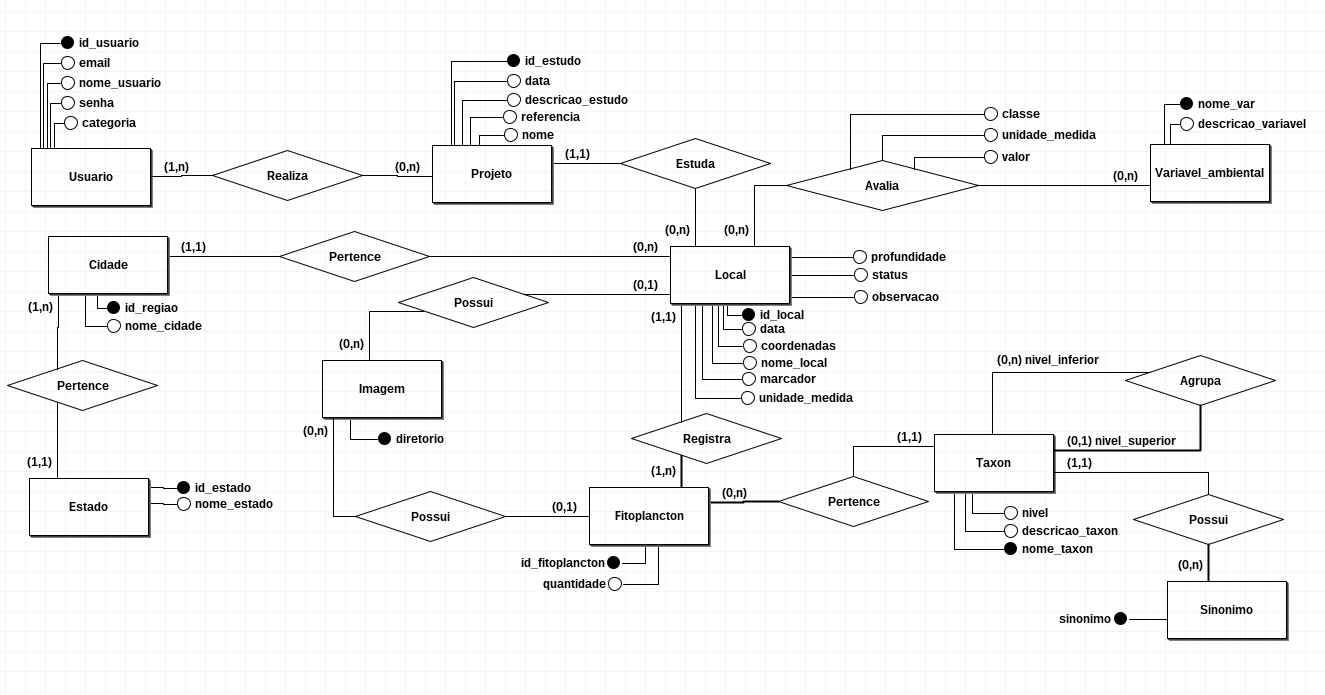 id_usuario
email
nome_usuario
senha
categoria
Usuario
(1,n)
Realiza
(0,n)
id_estudo
data
descricao_estudo
referencia
nome
Projeto
(1,1)
Estuda
(0,n)
classe
unidade_medida
valor
Avalia
(0,n)
(0,n)
nome_var
descricao_variavel
Variavel_ambiental
Cidade
(1,1)
Pertence
(0,n)
id_regiao
nome_cidade
(1,n)
Pertence
(1,1)
Estado
id_estado
nome_estado
Local
profundidade
status
observacao
id_local
data
coordenadas
nome_local
marcador
unidade_medida
(0,1)
Possui
(0,n)
Imagem
diretorio
(0,n)
Possui
(0,1)
(1,1)
Registra
(1,n)
Fitoplancton
id_fitoplancton
quantidade
(0,n)
Pertence
(1,1)
Taxon
nivel
descricao_taxon
nome_taxon
(0,n) nivel_inferior
Agrupa
(0,1) nivel_superior
(1,1)
Possui
(0,n)
Sinonimo
sinonimo